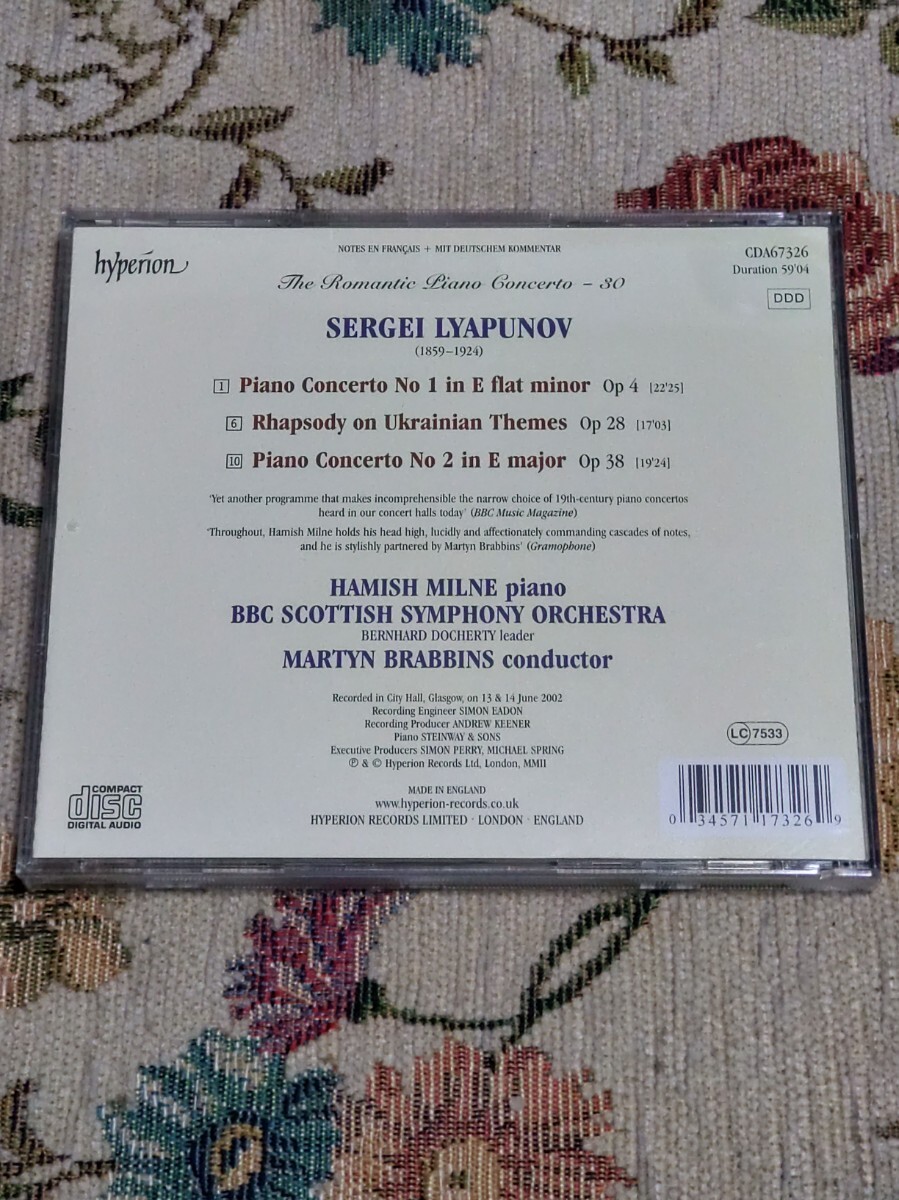 NOTES EN FRANÇAIS + MIT DEUTSCHEM KOMMENTAR
hyperion
CDA67326
Duration 59'04
The Romantic Piano Concerto – 30
DDD
SERGEI LYAPUNOV
(1859–1924)
1 Piano Concerto No 1 in E flat minor Op 4 [22'25]
6 Rhapsody on Ukrainian Themes Op 28 [17'03]
10 Piano Concerto No 2 in E major Op 38 [19'24]
'Yet another programme that makes incomprehensible the narrow choice of 19th-century piano concertos
heard in our concert halls today' (BBC Music Magazine)
'Throughout, Hamish Milne holds his head high, lucidly and affectionately commanding cascades of notes,
and he is stylishly partnered by Martyn Brabbins' (Gramophone)
HAMISH MILNE piano
BBC SCOTTISH SYMPHONY ORCHESTRA
BERNHARD DOCHERTY leader
MARTYN BRABBINS conductor
Recorded in City Hall, Glasgow, on 13 & 14 June 2002
Recording Engineer SIMON EADON
Recording Producer ANDREW KEENER
Piano STEINWAY & SONS
Executive Producers SIMON PERRY, MICHAEL SPRING
℗ & © Hyperion Records Ltd, London, MMII
LC 7533
COMPACT
disc
DIGITAL AUDIO
MADE IN ENGLAND
www.hyperion-records.co.uk
HYPERION RECORDS LIMITED · LONDON · ENGLAND
0 34571 17326 9